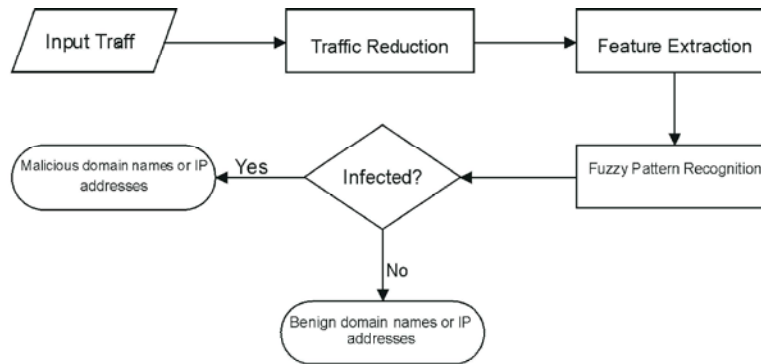 Input Traff
Traffic Reduction
Feature Extraction
Fuzzy Pattern Recognition
Infected?
Yes
Malicious domain names or IP
addresses
No
Benign domain names or IP
addresses